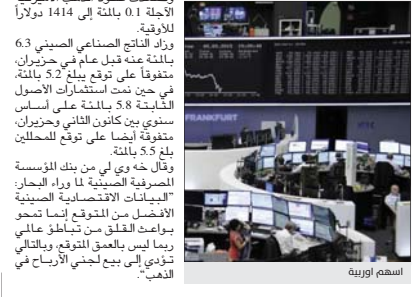 الآجلة 0.1 بالمئة إلى 1414 دولاراً
للأوقية.
وزاد الناتج الصناعي الصيني 6.3
بالمئة عنه قبل عام في حزيران،
متفوقاً على توقع يبلغ 5.2 بالمئة،
في حين نمت استثمارات الأصول
الثابتة 5.8 بالمئة على أساس
سنوي بين كانون الثاني وحزيران،
متفوقة أيضا على توقع للمحللين
بلغ 5.5 بالمئة.
وقال خه وي لي من بنك المؤسسة
المصرفية الصينية لما وراء البحار:
"البيانات الاقتصادية الصينية
الأفضل من المتوقع إنما تمحو
بواعث القلق من تباطؤ عالمي
ربما ليس بالعمق المتوقع، وبالتالي
تؤدي إلى بيع لجني الأرباح في
الذهب".
FRANKFURT
اسهم اوربية